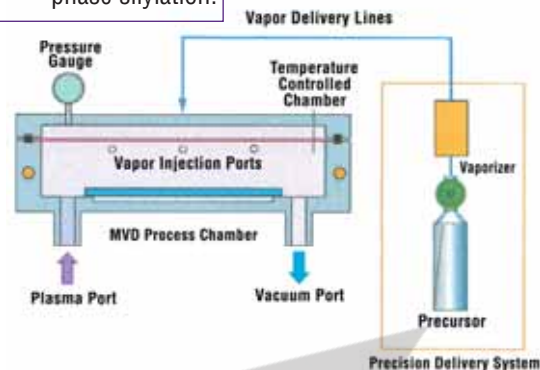 phase silylation.
Vapor Delivery Lines
Pressure
Gauge
Temperature
Controlled
Chamber
Vapor Injection Ports
Vaporizer
MVD Process Chamber
Plasma Port
Vacuum Port
Precursor
Precision Delivery System